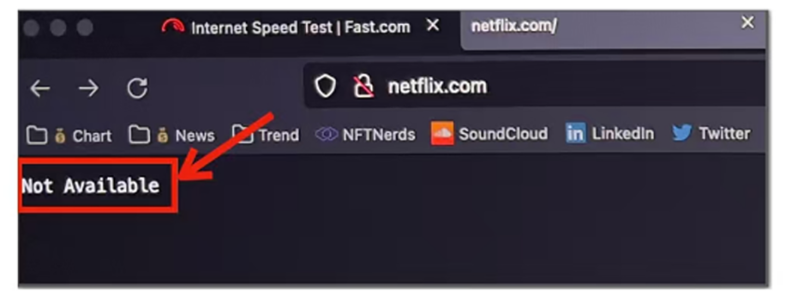 Internet Speed Test | Fast.com
netflix.com/
netflix.com
Chart News Trend NFTNerds SoundCloud LinkedIn Twitter
Not Available